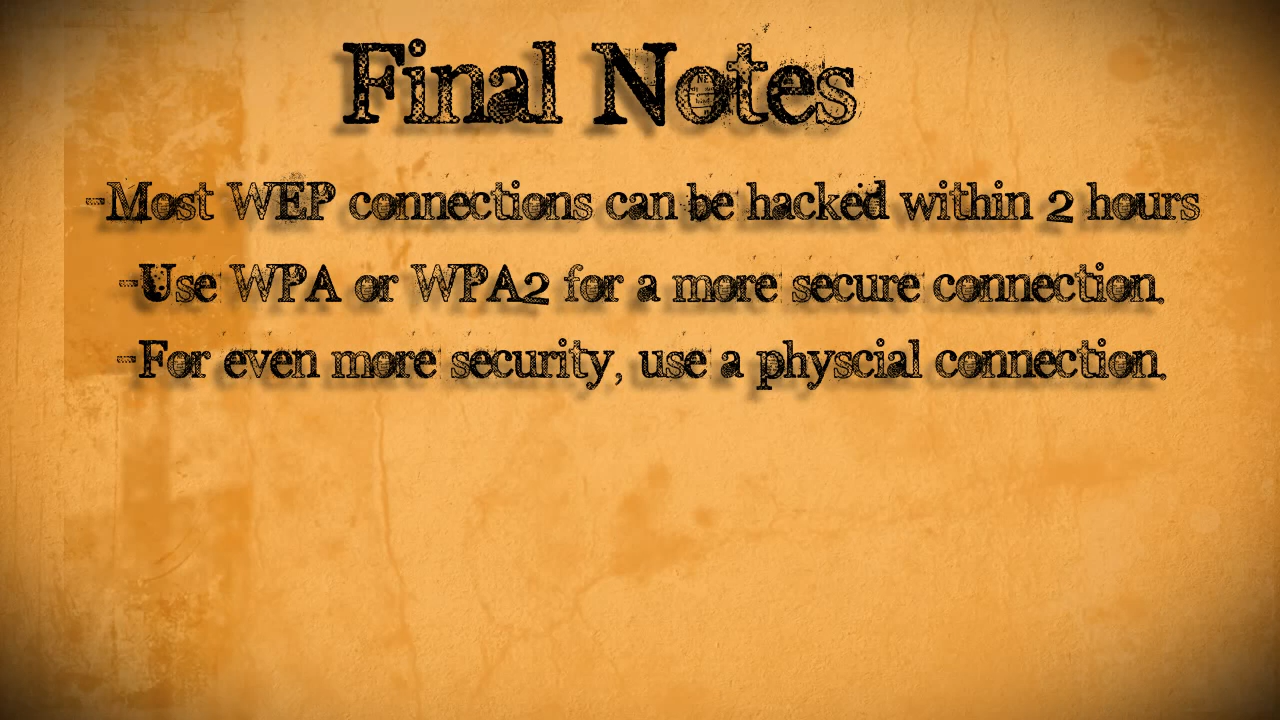 Final Notes
-Most WEP connections can be hacked within 2 hours
-Use WPA or WPA2 for a more secure connection.
-For even more security, use a physcial connection.